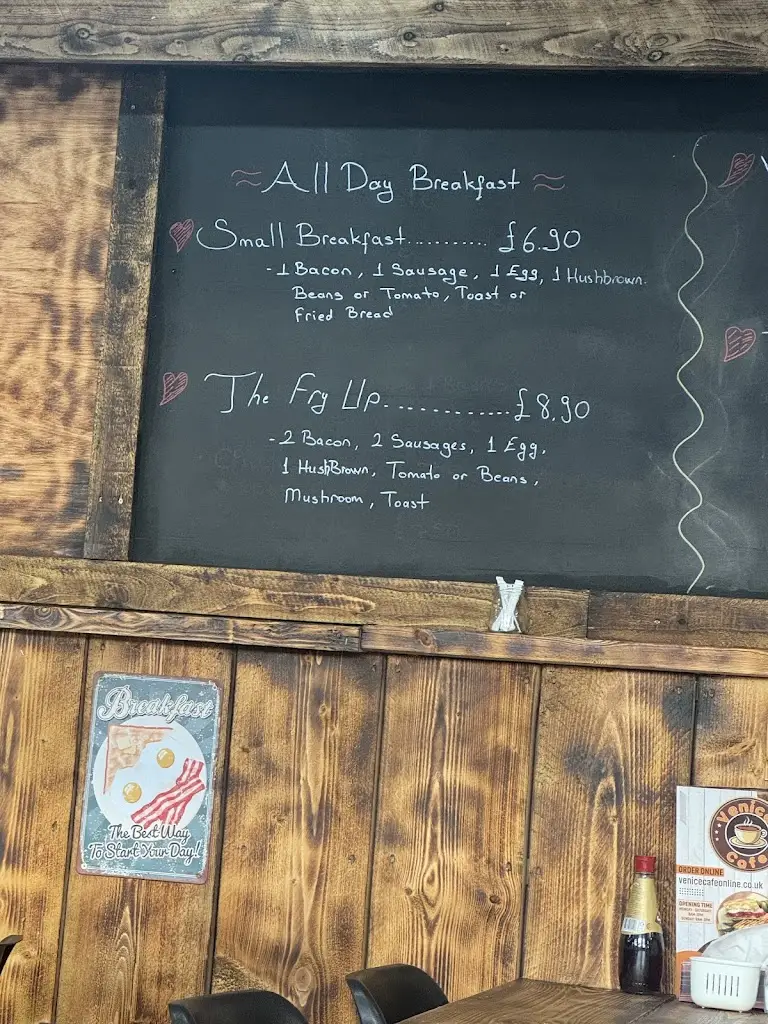 All Day Breakfast
Small Breakfast.......... £6.90
- 1 Bacon, 1 Sausage, 1 Egg, 1 Hushbrown.
Beans or Tomato, Toast or
Fried Bread
The Fry Up............ £8.90
- 2 Bacon, 2 Sausages, 1 Egg,
1 HushBrown, Tomato or Beans,
Mushroom, Toast
Breakfast
The Best Way
To Start Your Day!
Venice
Cafe
ORDER ONLINE
venicecafeonline.co.uk
OPENING TIME